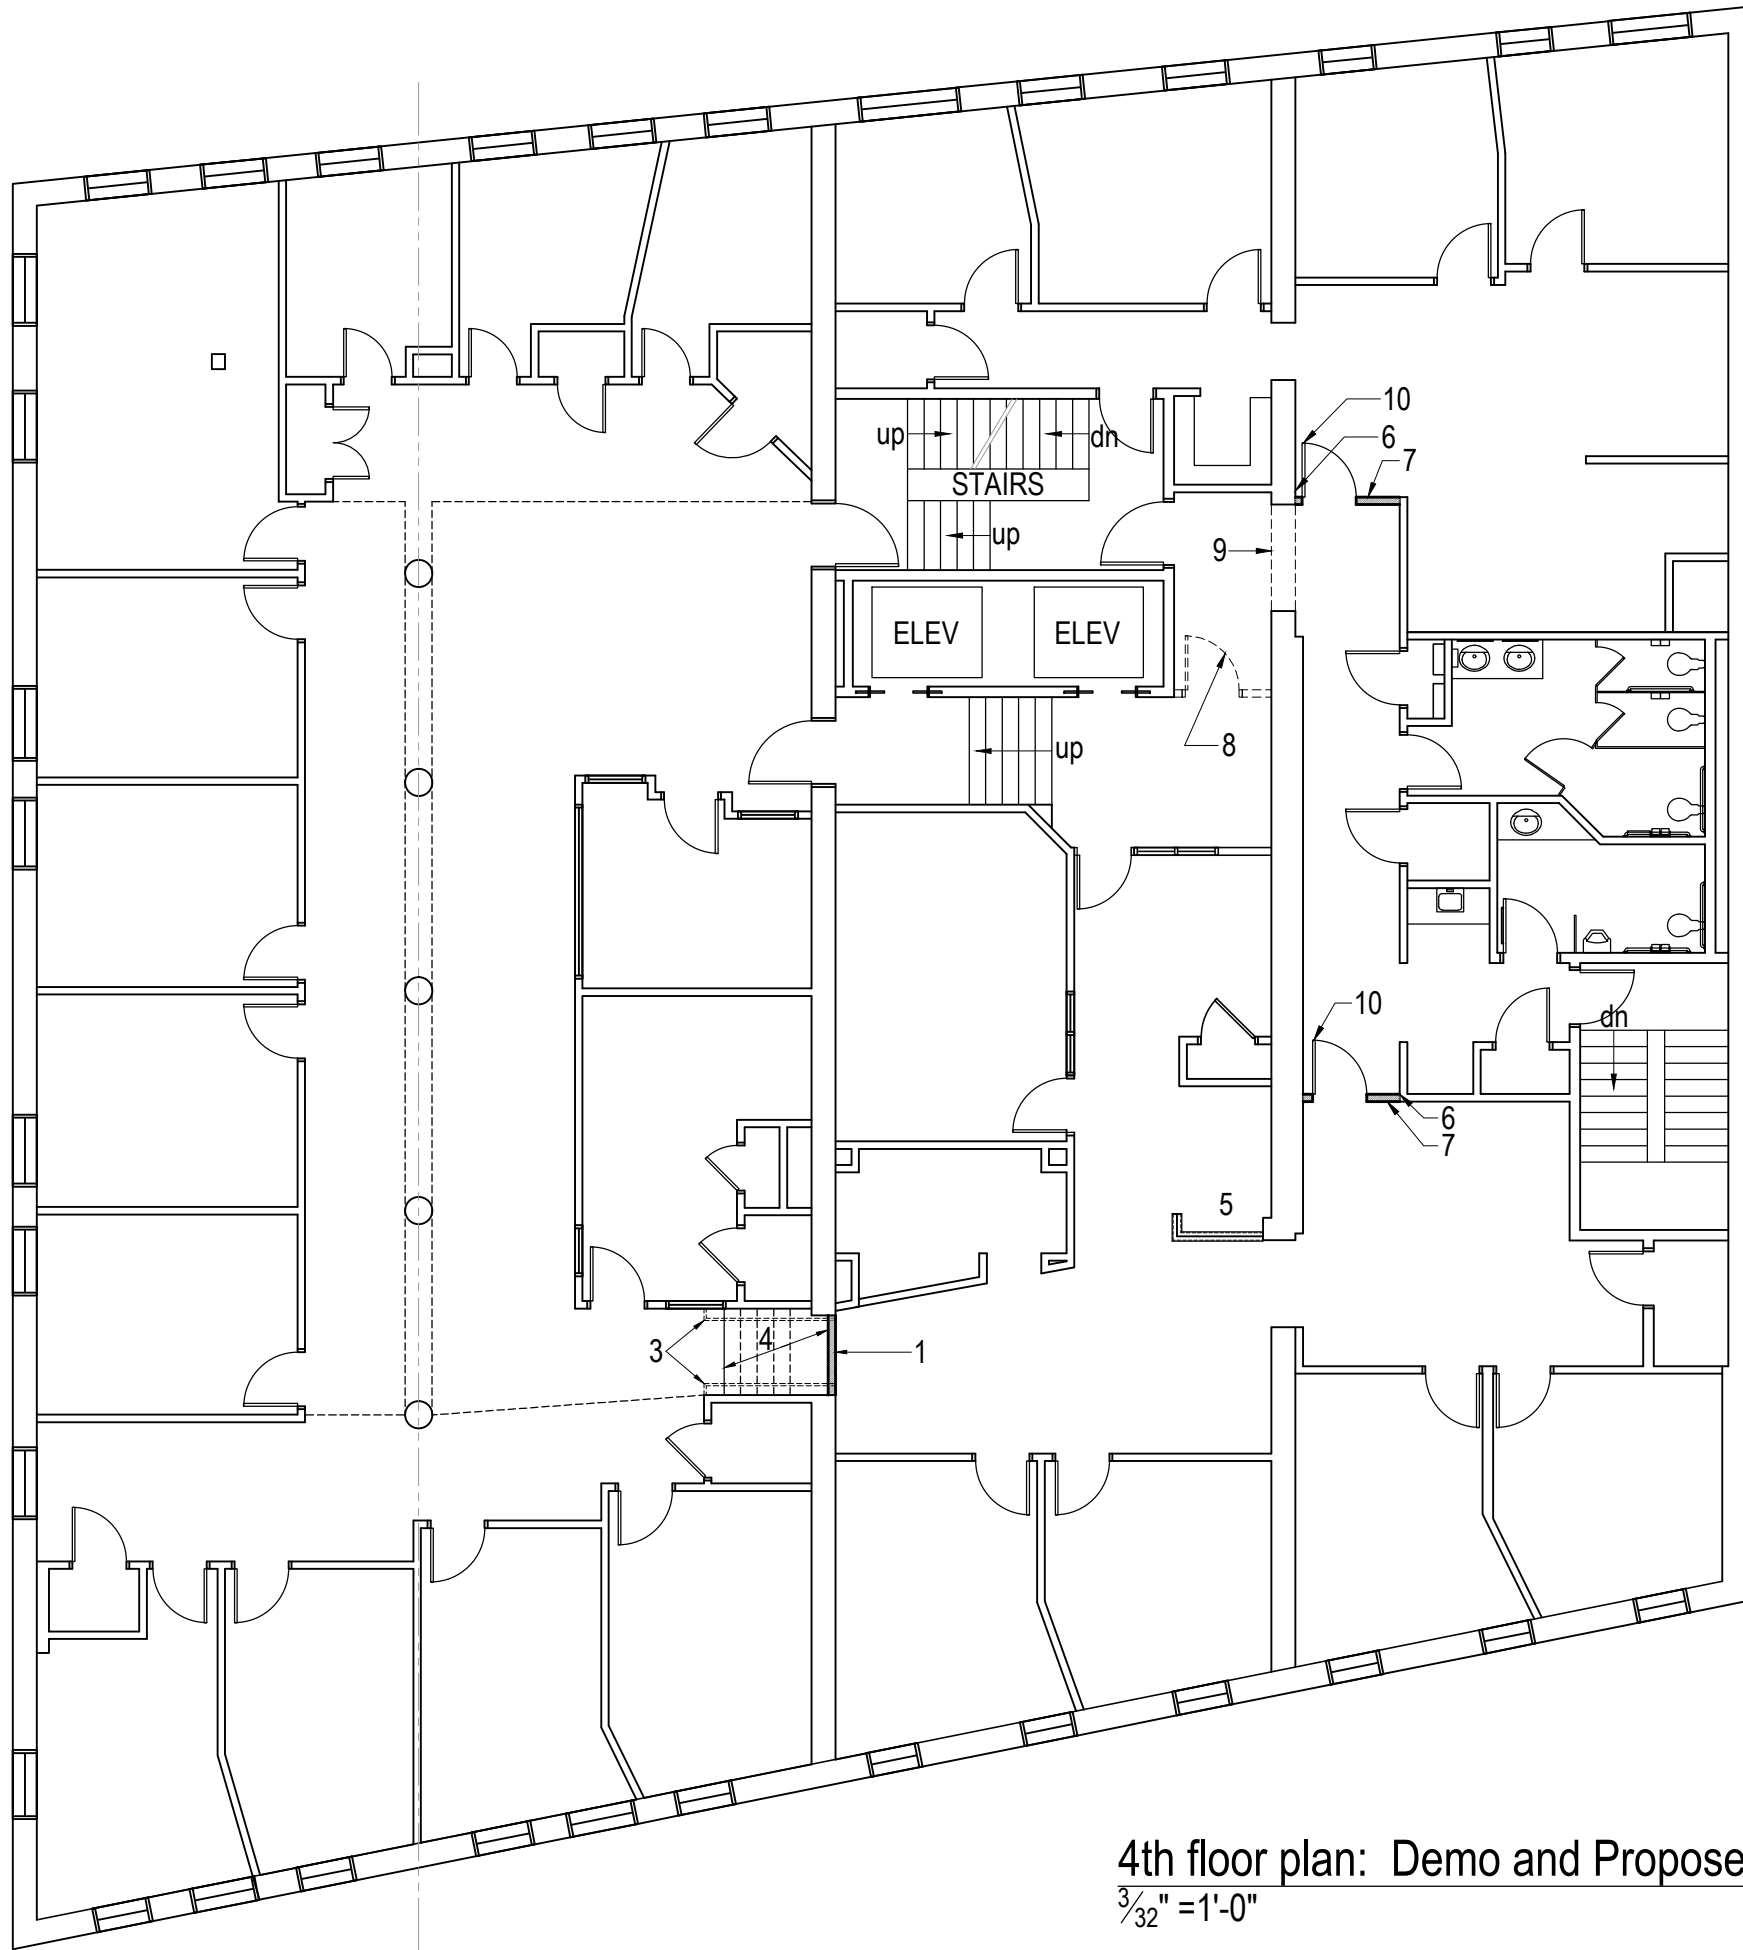 10
6
7
up
dn
STAIRS
up
9
ELEV
ELEV
8
up
10
dn
6
7
5
3
4
1
4th floor plan: Demo and Propose
3/32" =1'-0"